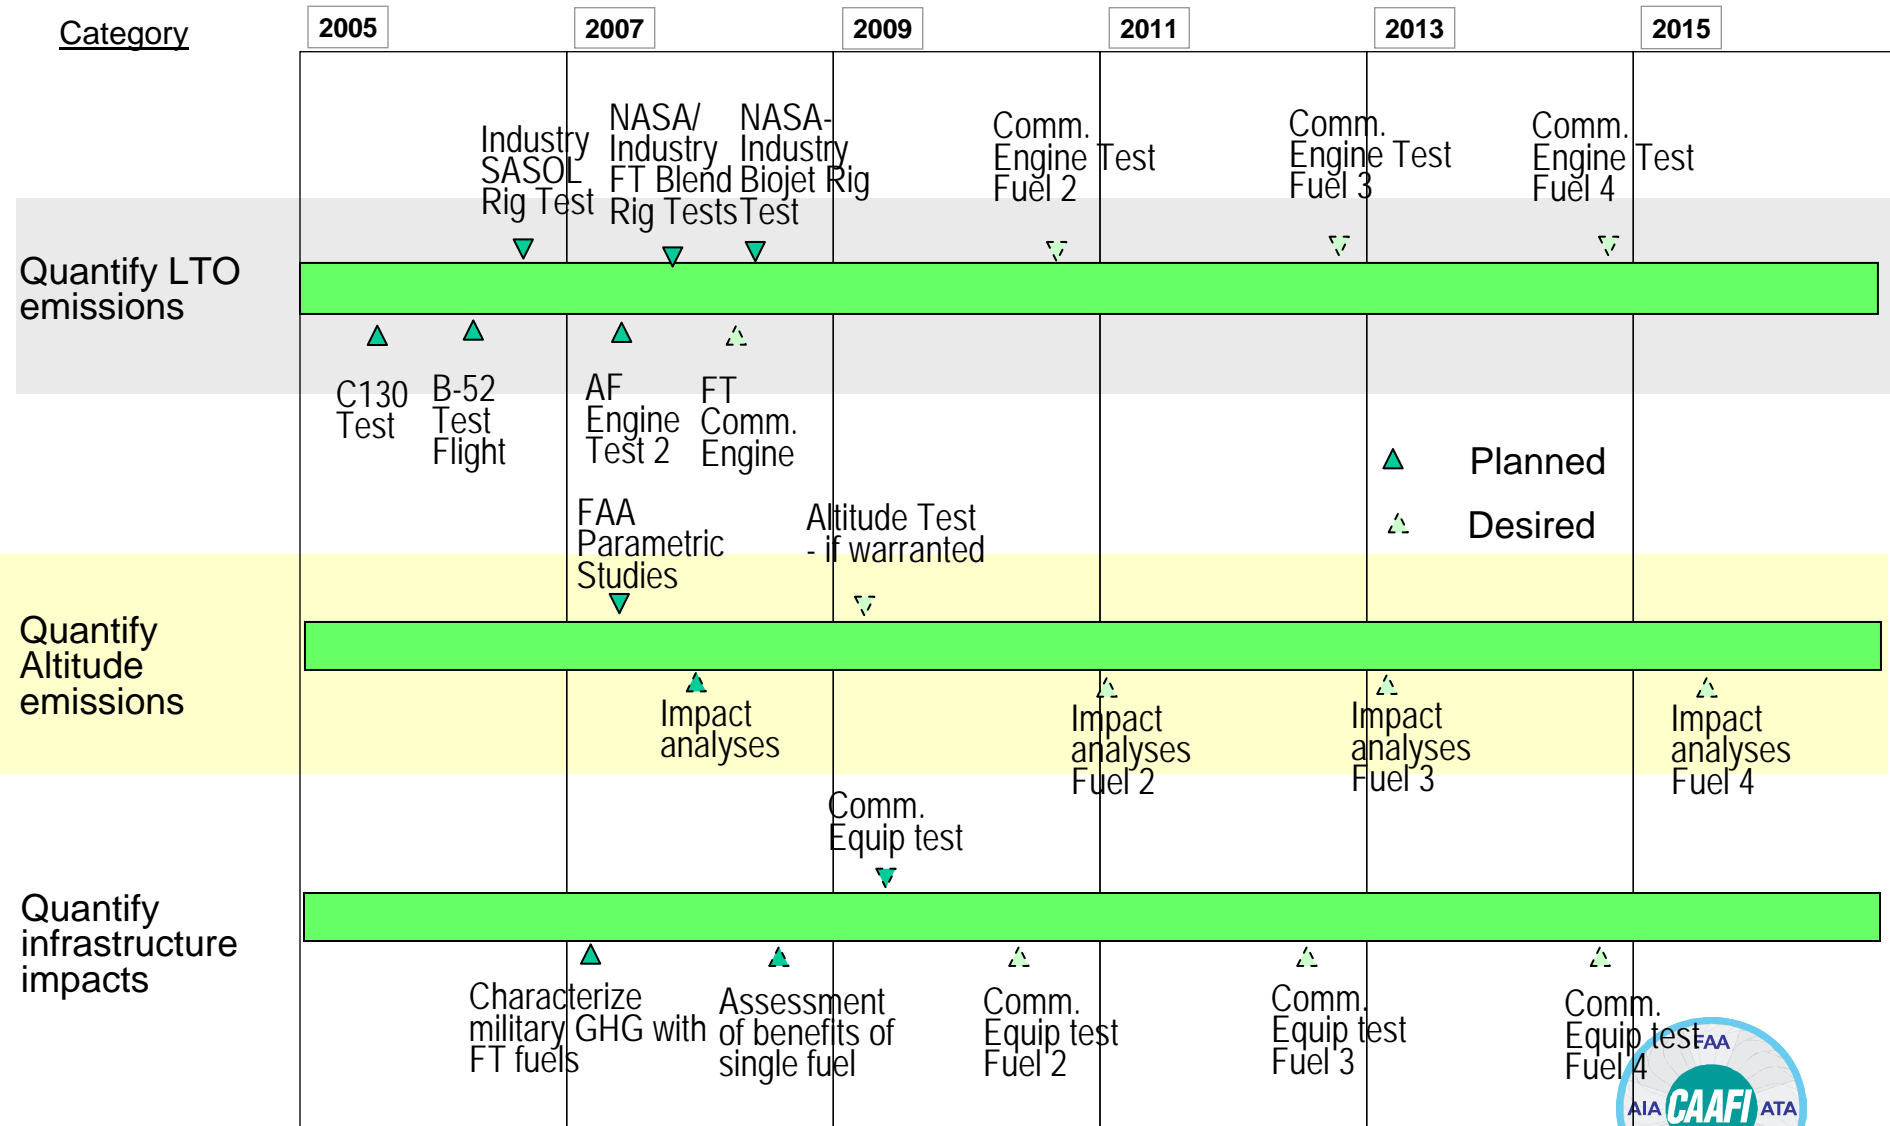 Category
2005
2007
2009
2011
2013
2015
Industry
SASOL
Rig Test
NASA/
Industry
FT Blend
Rig Tests
NASA-
Industry
Biojet Rig
Test
Comm.
Engine Test
Fuel 2
Comm.
Engine Test
Fuel 3
Comm.
Engine Test
Fuel 4
Quantify LTO
emissions
C130
Test
B-52
Test
Flight
AF
Engine
Test 2
FT
Comm.
Engine
Planned
Desired
FAA
Parametric
Studies
Altitude Test
- if warranted
Quantify
Altitude
emissions
Impact
analyses
Impact
analyses
Fuel 2
Impact
analyses
Fuel 3
Impact
analyses
Fuel 4
Comm.
Equip test
Quantify
infrastructure
impacts
Characterize
military GHG with
FT fuels
Assessment
of benefits of
single fuel
Comm.
Equip test
Fuel 2
Comm.
Equip test
Fuel 3
Comm.
Equip test
Fuel 4
FAA
AIA CAAFI ATA